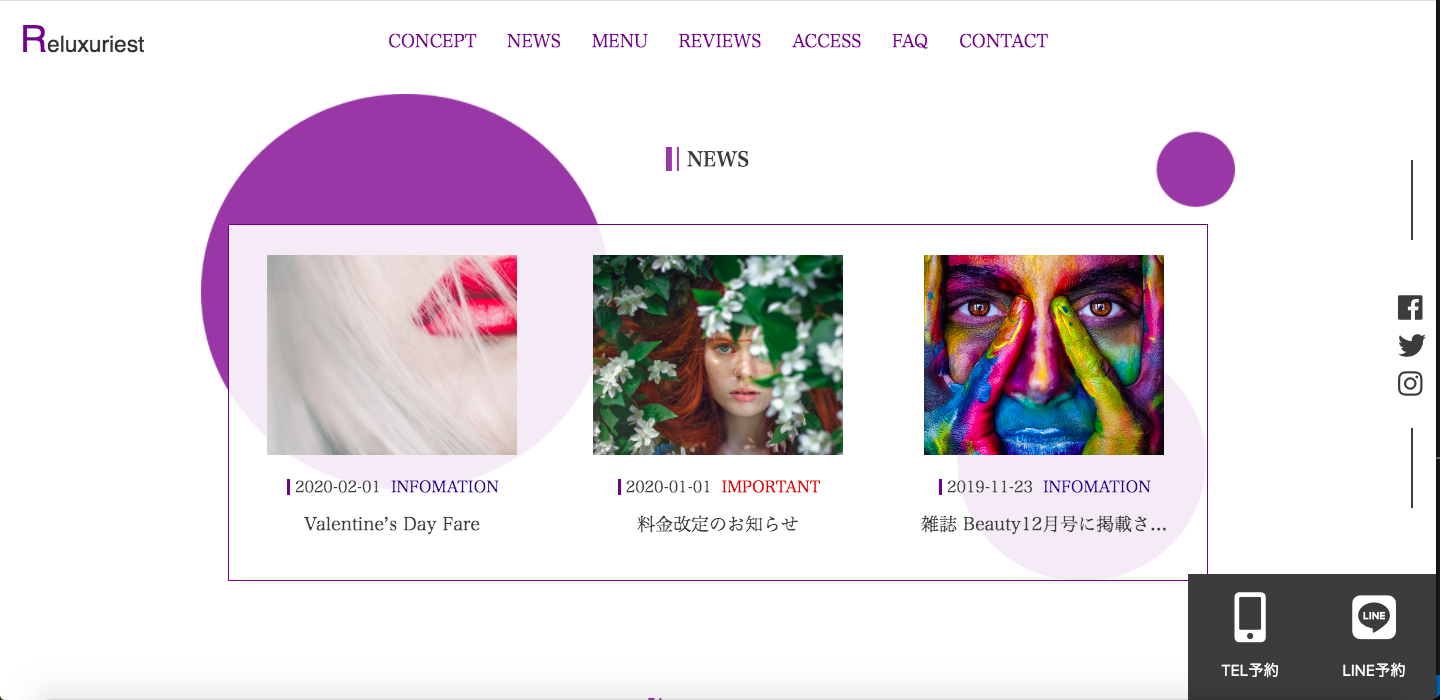 Reluxuriest
CONCEPT NEWS MENU REVIEWS ACCESS FAQ CONTACT
NEWS
2020-02-01 INFOMATION
Valentine’s Day Fare
2020-01-01 IMPORTANT
料金改定のお知らせ
2019-11-23 INFOMATION
雑誌 Beauty12月号に掲載さ…
TEL予約
LINE
LINE予約